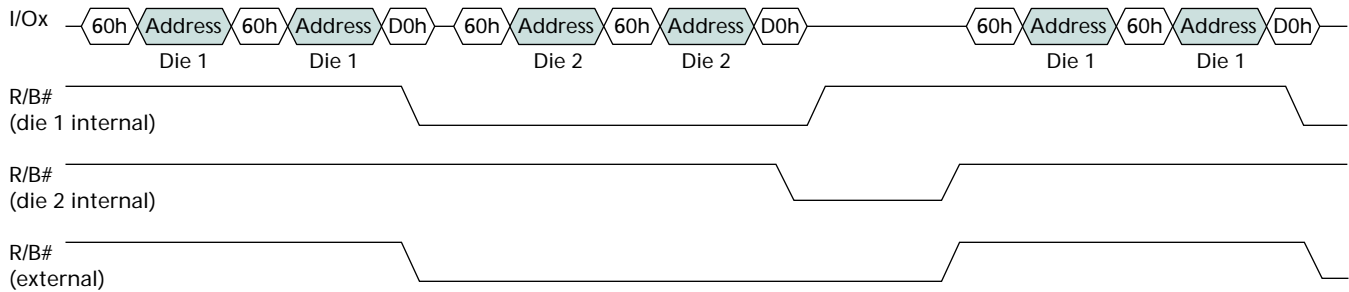 I/Ox 60h Address 60h Address D0h 60h Address 60h Address D0h 60h Address 60h Address D0h
Die 1 Die 1 Die 2 Die 2 Die 1 Die 1
R/B#
(die 1 internal)
R/B#
(die 2 internal)
R/B#
(external)